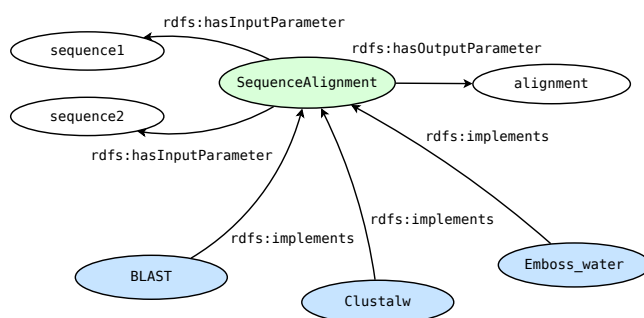 rdfs:hasInputParameter
sequence1
rdfs:hasOutputParameter
SequenceAlignment
alignment
sequence2
rdfs:hasInputParameter
rdfs:implements
rdfs:implements
rdfs:implements
BLAST
Emboss_water
Clustalw